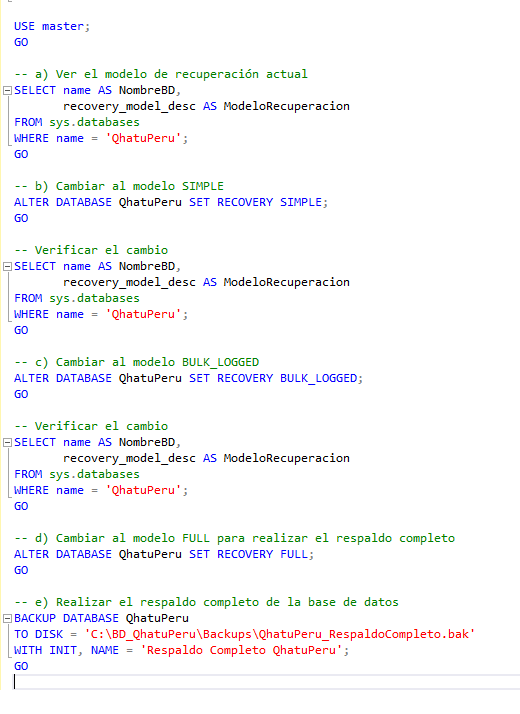 USE master;
GO
-- a) Ver el modelo de recuperación actual
SELECT name AS NombreBD,
       recovery_model_desc AS ModeloRecuperacion
FROM sys.databases
WHERE name = 'QhatuPeru';
GO
-- b) Cambiar al modelo SIMPLE
ALTER DATABASE QhatuPeru SET RECOVERY SIMPLE;
GO
-- Verificar el cambio
SELECT name AS NombreBD,
       recovery_model_desc AS ModeloRecuperacion
FROM sys.databases
WHERE name = 'QhatuPeru';
GO
-- c) Cambiar al modelo BULK_LOGGED
ALTER DATABASE QhatuPeru SET RECOVERY BULK_LOGGED;
GO
-- Verificar el cambio
SELECT name AS NombreBD,
       recovery_model_desc AS ModeloRecuperacion
FROM sys.databases
WHERE name = 'QhatuPeru';
GO
-- d) Cambiar al modelo FULL para realizar el respaldo completo
ALTER DATABASE QhatuPeru SET RECOVERY FULL;
GO
-- e) Realizar el respaldo completo de la base de datos
BACKUP DATABASE QhatuPeru
TO DISK = 'C:\BD_QhatuPeru\Backups\QhatuPeru_RespaldoCompleto.bak'
WITH INIT, NAME = 'Respaldo Completo QhatuPeru';
GO